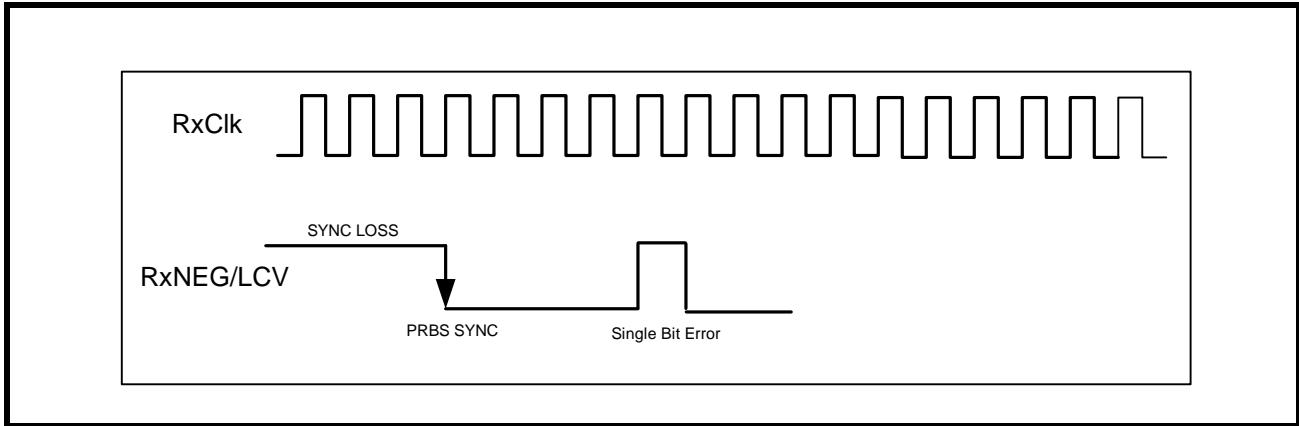 RxClk
SYNC LOSS
RxNEG/LCV
PRBS SYNC
Single Bit Error